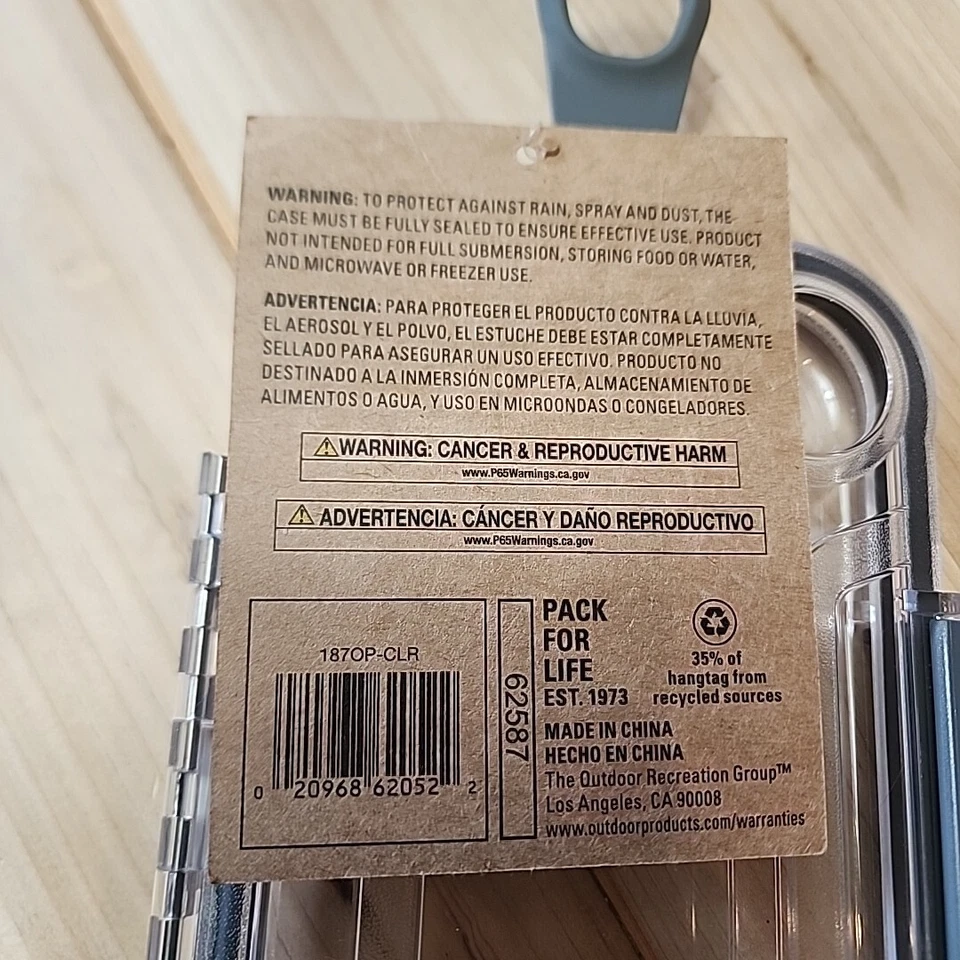 WARNING: TO PROTECT AGAINST RAIN, SPRAY AND DUST, THE
CASE MUST BE FULLY SEALED TO ENSURE EFFECTIVE USE. PRODUCT
NOT INTENDED FOR FULL SUBMERSION, STORING FOOD OR WATER,
AND MICROWAVE OR FREEZER USE.
ADVERTENCIA: PARA PROTEGER EL PRODUCTO CONTRA LA LLUVIA,
EL AEROSOL Y EL POLVO, EL ESTUCHE DEBE ESTAR COMPLETAMENTE
SELLADO PARA ASEGURAR UN USO EFECTIVO. PRODUCTO NO
DESTINADO A LA INMERSIÓN COMPLETA, ALMACENAMIENTO DE
ALIMENTOS O AGUA, Y USO EN MICROONDAS O CONGELADORES.
⚠WARNING: CANCER & REPRODUCTIVE HARM
www.P65Warnings.ca.gov
⚠ADVERTENCIA: CÁNCER Y DAÑO REPRODUCTIVO
www.P65Warnings.ca.gov
187OP-CLR
0 20968 62052 2
62587
PACK
FOR
LIFE
EST. 1973
35% of
hangtag from
recycled sources
MADE IN CHINA
HECHO EN CHINA
The Outdoor Recreation Group™
Los Angeles, CA 90008
www.outdoorproducts.com/warranties